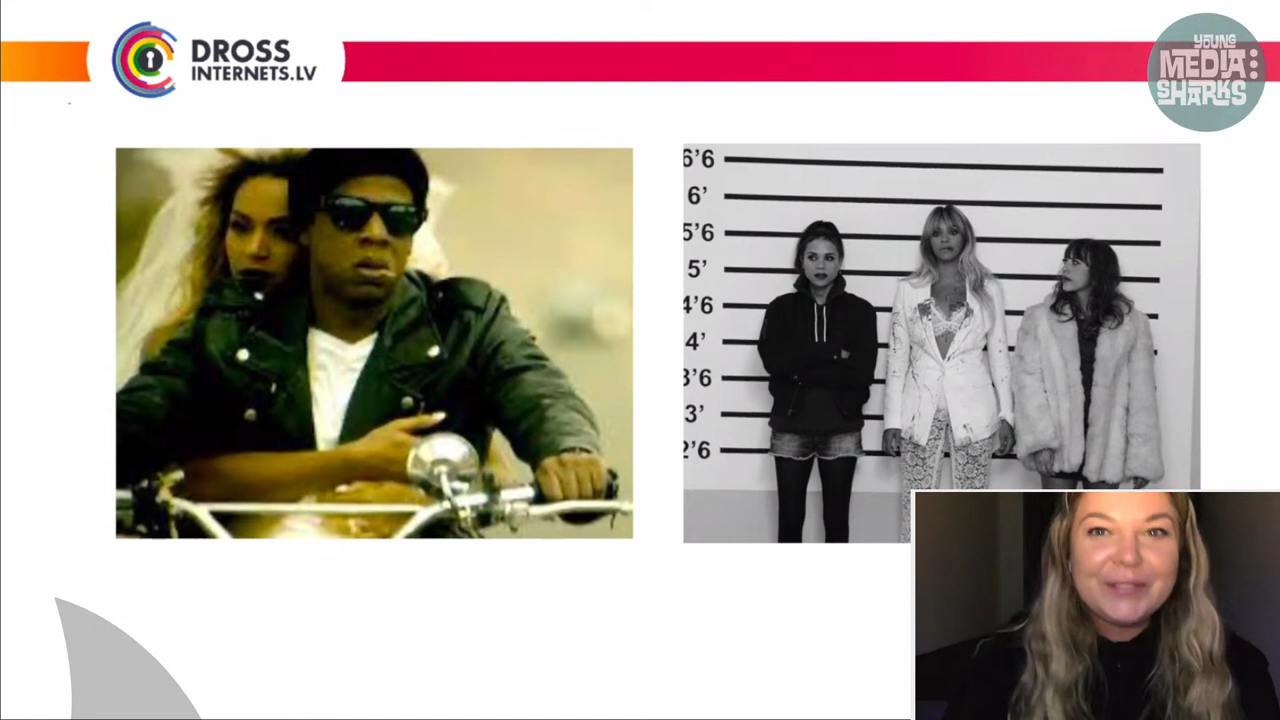 DROSS
INTERNETS.LV
YOUNG
MEDIA:
SHARKS
6'6
6'
5'6
5'
4'6
4'
3'6
3'
2'6